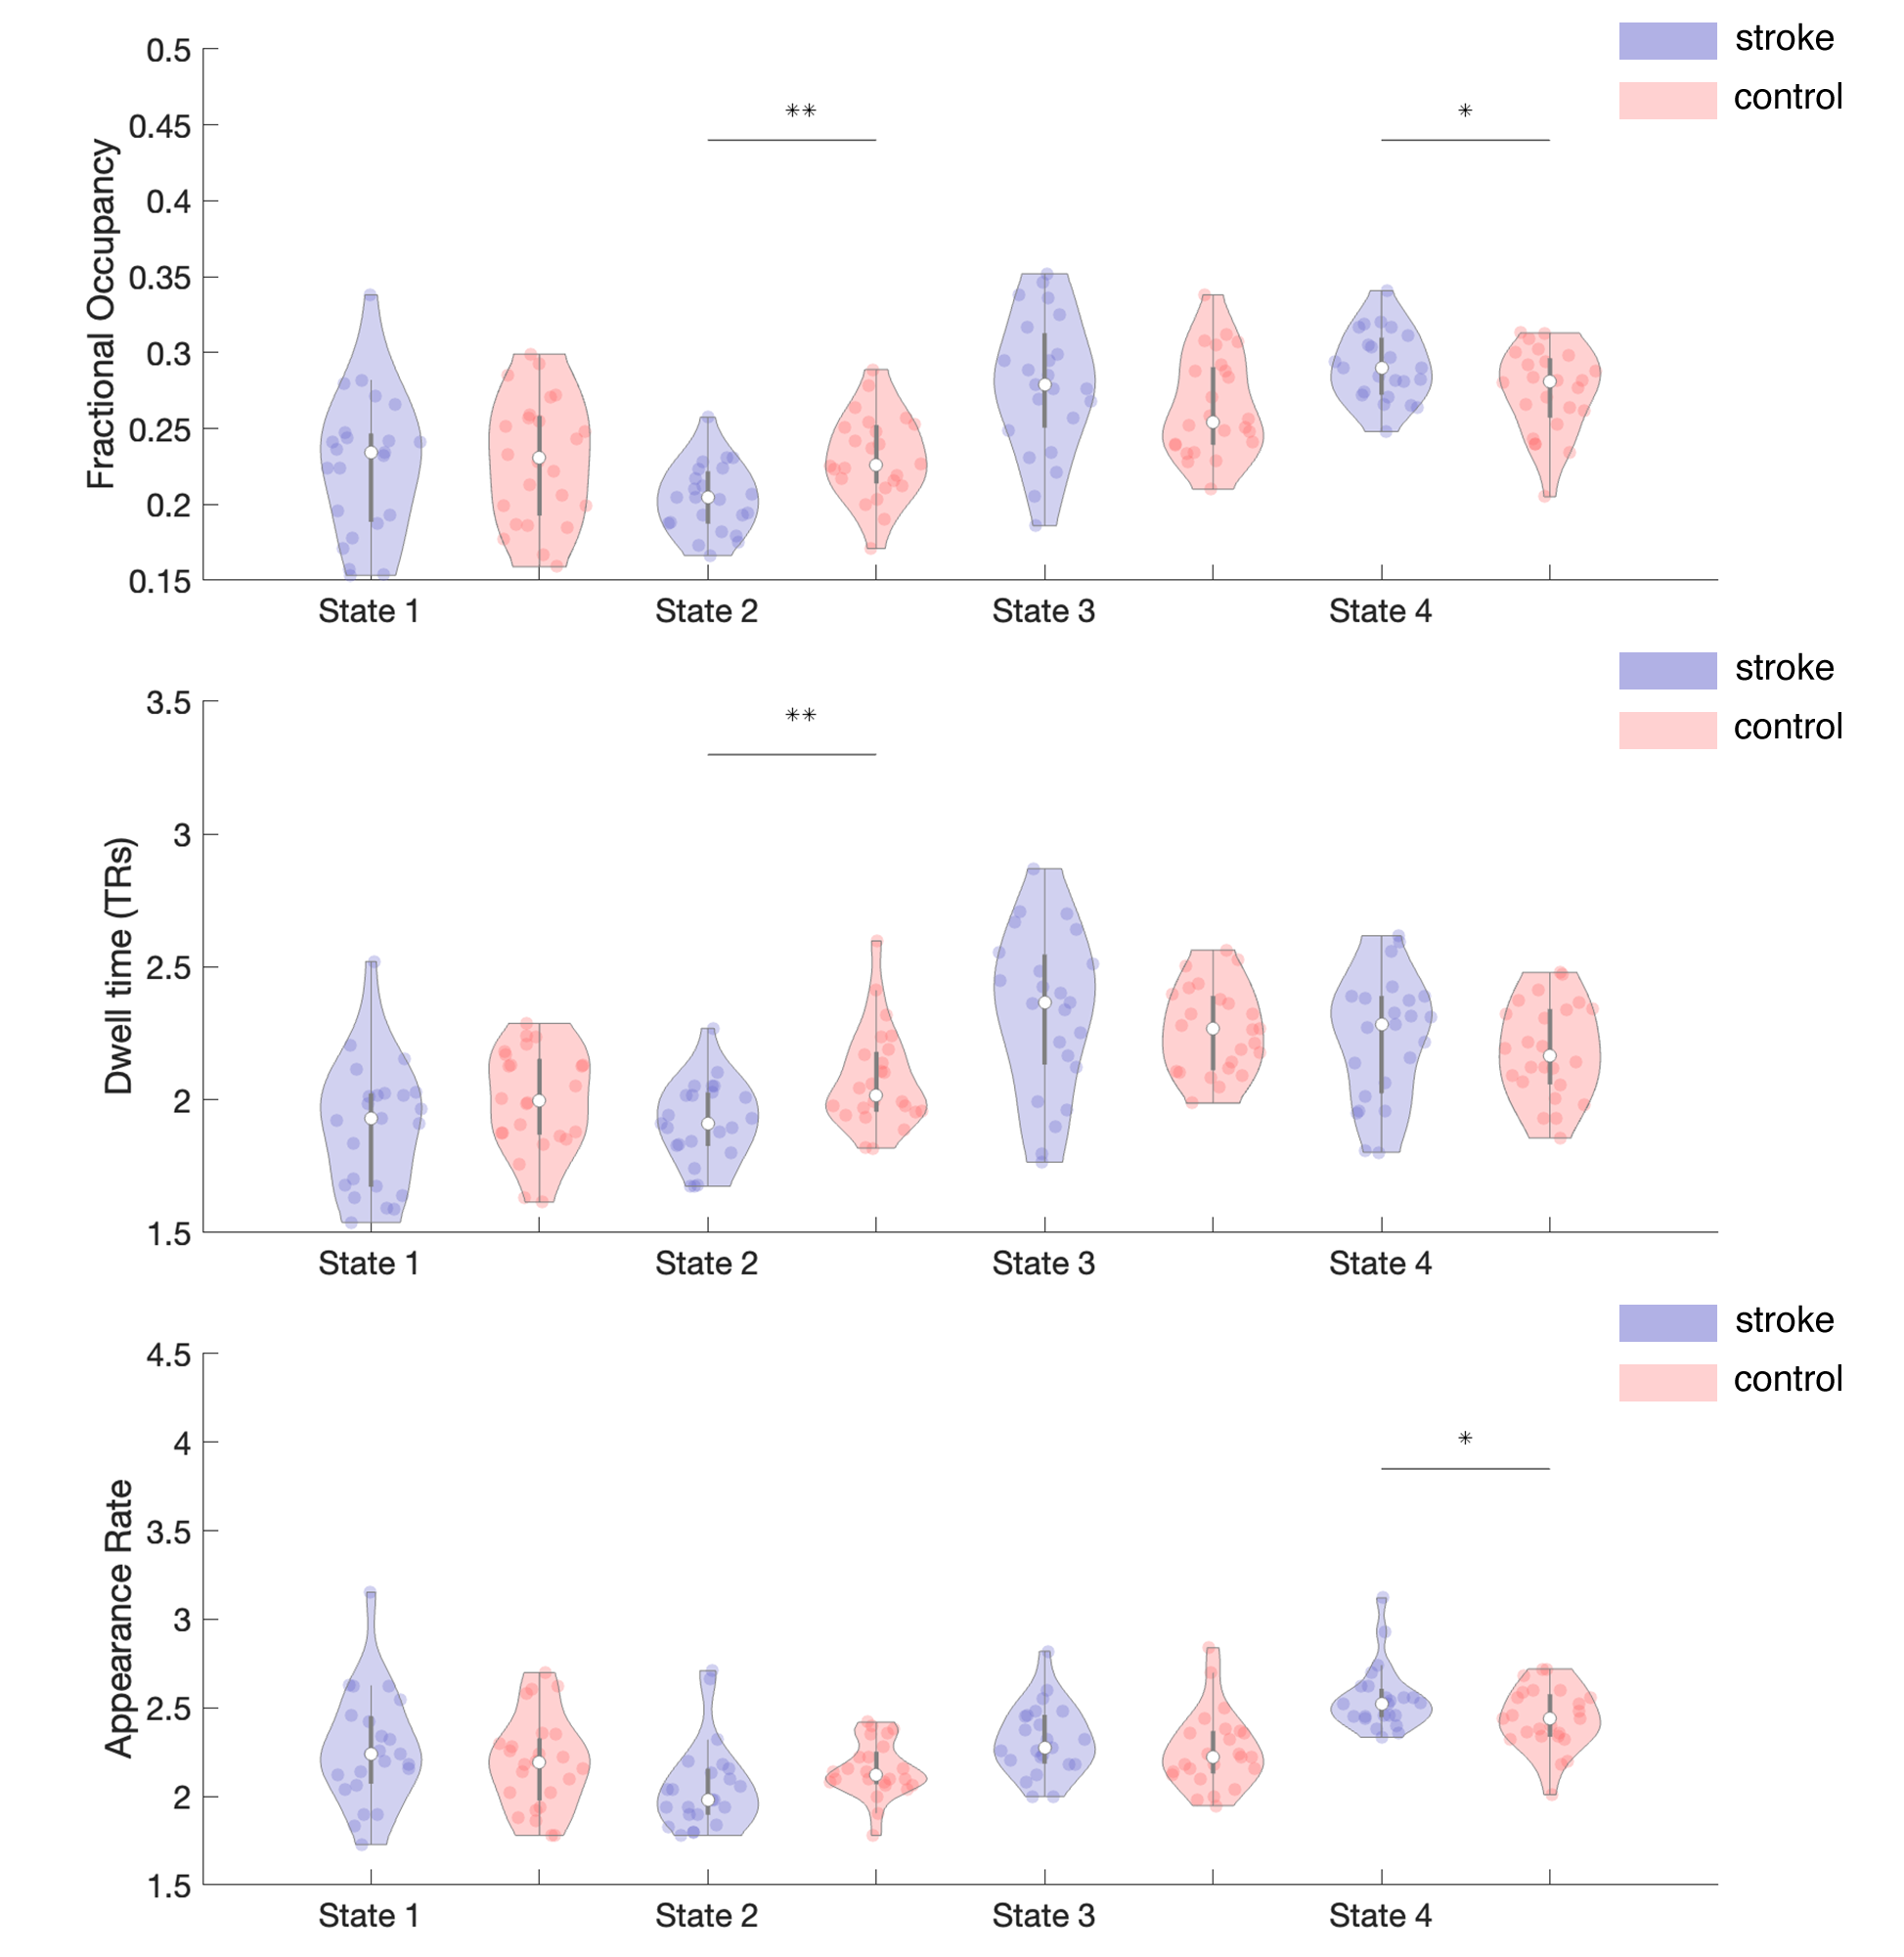 stroke
control
0.5
0.45
0.4
0.35
0.3
0.25
0.2
0.15
Fractional Occupancy
**
*
State 1
State 2
State 3
State 4
stroke
control
3.5
3
2.5
2
1.5
Dwell time (TRs)
**
State 1
State 2
State 3
State 4
stroke
control
4.5
4
3.5
3
2.5
2
1.5
Appearance Rate
*
State 1
State 2
State 3
State 4